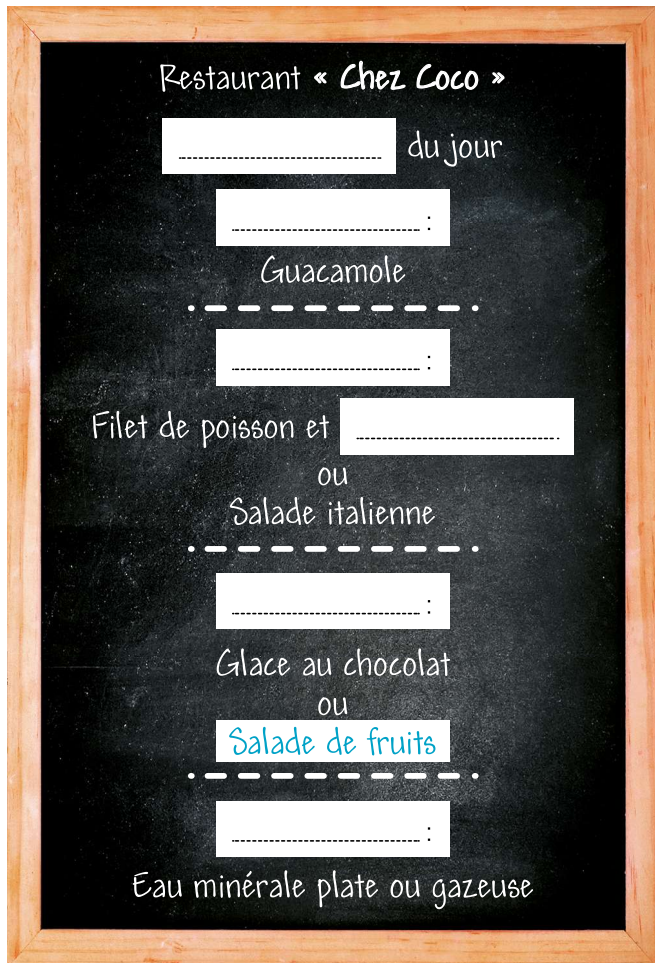 Restaurant « Chez Coco »
du jour
:
Guacamole
:
Filet de poisson et
ou
Salade italienne
:
Glace au chocolat
ou
Salade de fruits
:
Eau minérale plate ou gazeuse